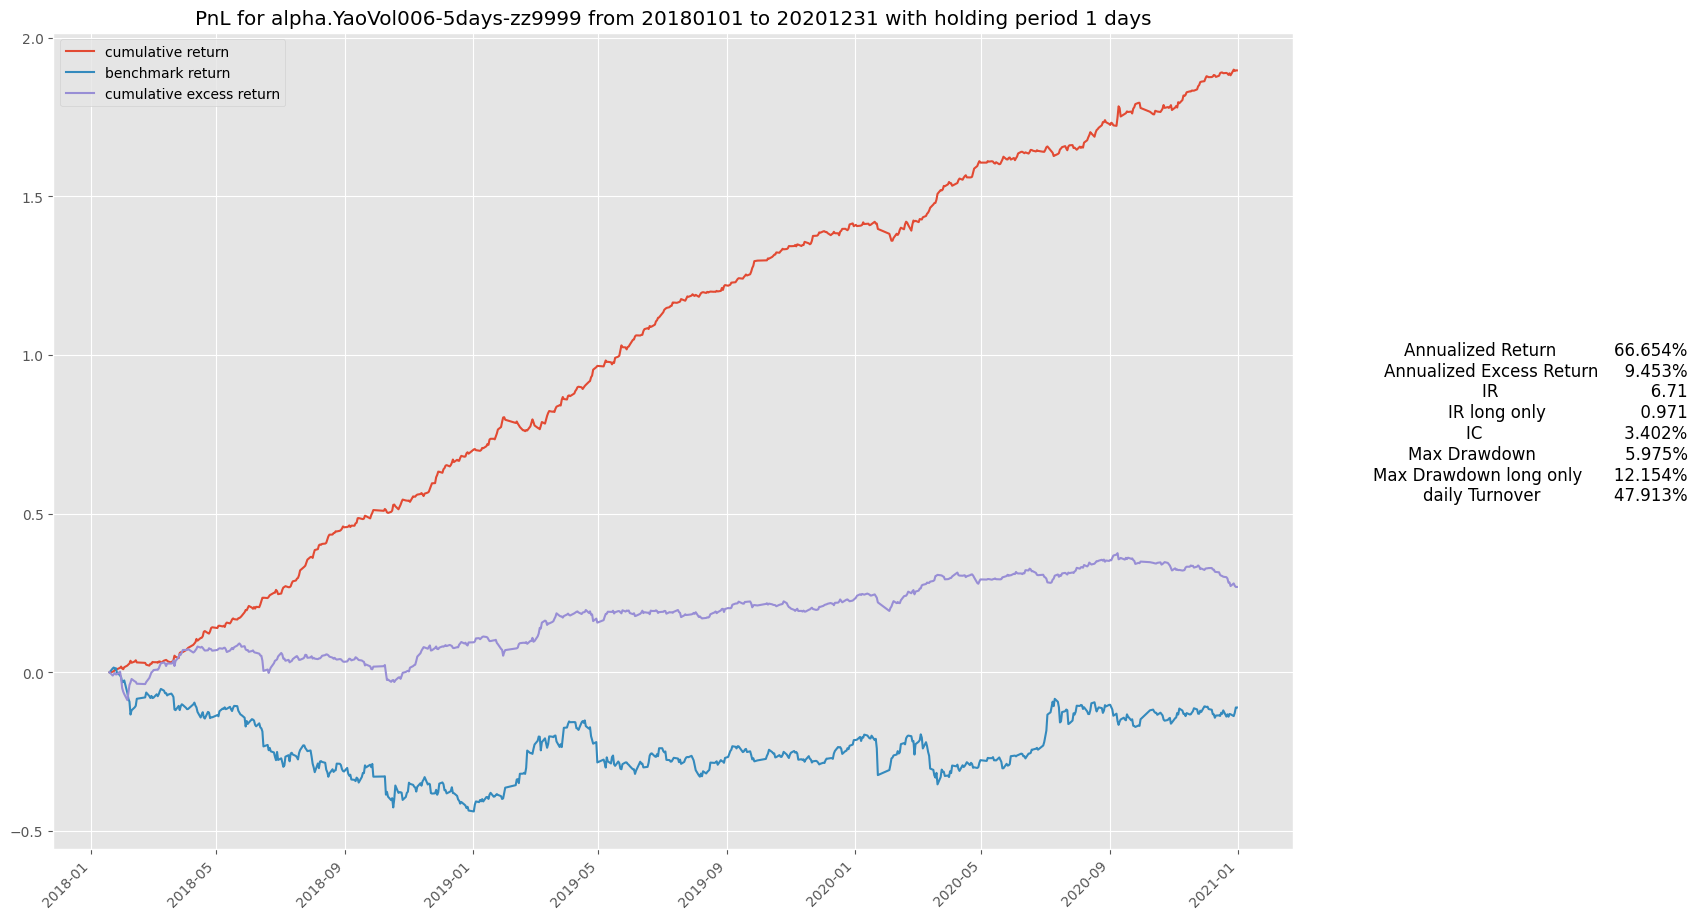 PnL for alpha.YaoVol006-5days-zz9999 from 20180101 to 20201231 with holding period 1 days
cumulative return
benchmark return
cumulative excess return
2.0
1.5
1.0
0.5
0.0
−0.5
2018-01
2018-05
2018-09
2019-01
2019-05
2019-09
2020-01
2020-05
2020-09
2021-01
Annualized Return 66.654%
Annualized Excess Return 9.453%
IR 6.71
IR long only 0.971
IC 3.402%
Max Drawdown 5.975%
Max Drawdown long only 12.154%
daily Turnover 47.913%